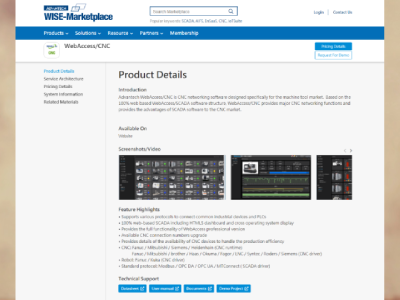 ADVANTECH
WISE-Marketplace
Search Marketplace
Popular keywords: SCADA, APS, DeviceOn, CNC, InsTSuite
Login | Contact Us
Products Solutions Resource Partners Membership
WebAccess/CNC
Pricing Details
Request for Demo
Product Details
Service Architecture
Pricing Details
System Information
Related Materials
Product Details
Introduction
Advantech WebAccess/CNC is CNC networking software designed specifically for the machine tool market. Based on the
100% web based WebAccess/SCADA software structure. WebAccess/CNC provides major CNC networking functions and
provides the advantages of SCADA software to the CNC market.
Available On
Website
Screenshots/Video
Feature Highlights
• Supports various protocols to connect common industrial devices and PLCs
• 100% web-based SCADA including HTML5 dashboard and cross operating system display
• Provides the full functionality of WebAccess professional version
• Available CNC connection numbers upgrade
• Provides details of the availability of CNC devices to handle the production efficiency
• CNC: Fanuc / Mitsubishi / Siemens / Heidenhain (CNC runtime)
Fanuc / Mitsubishi / Brother / Haas / Okuma / Fagor / OKC / Syntec / Realers / Siemens (CNC driver)
• Robot: Fanuc / Kuka (CNC driver)
• Standard protocol: Modbus / OPC DA / OPC UA / MTConnect (SCADA driver)
Technical Support
Datasheet
User manual
Documents
Demo Project